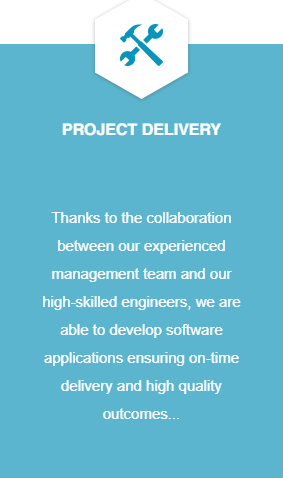 PROJECT DELIVERY
Thanks to the collaboration
between our experienced
management team and our
high-skilled engineers, we are
able to develop software
applications ensuring on-time
delivery and high quality
outcomes...